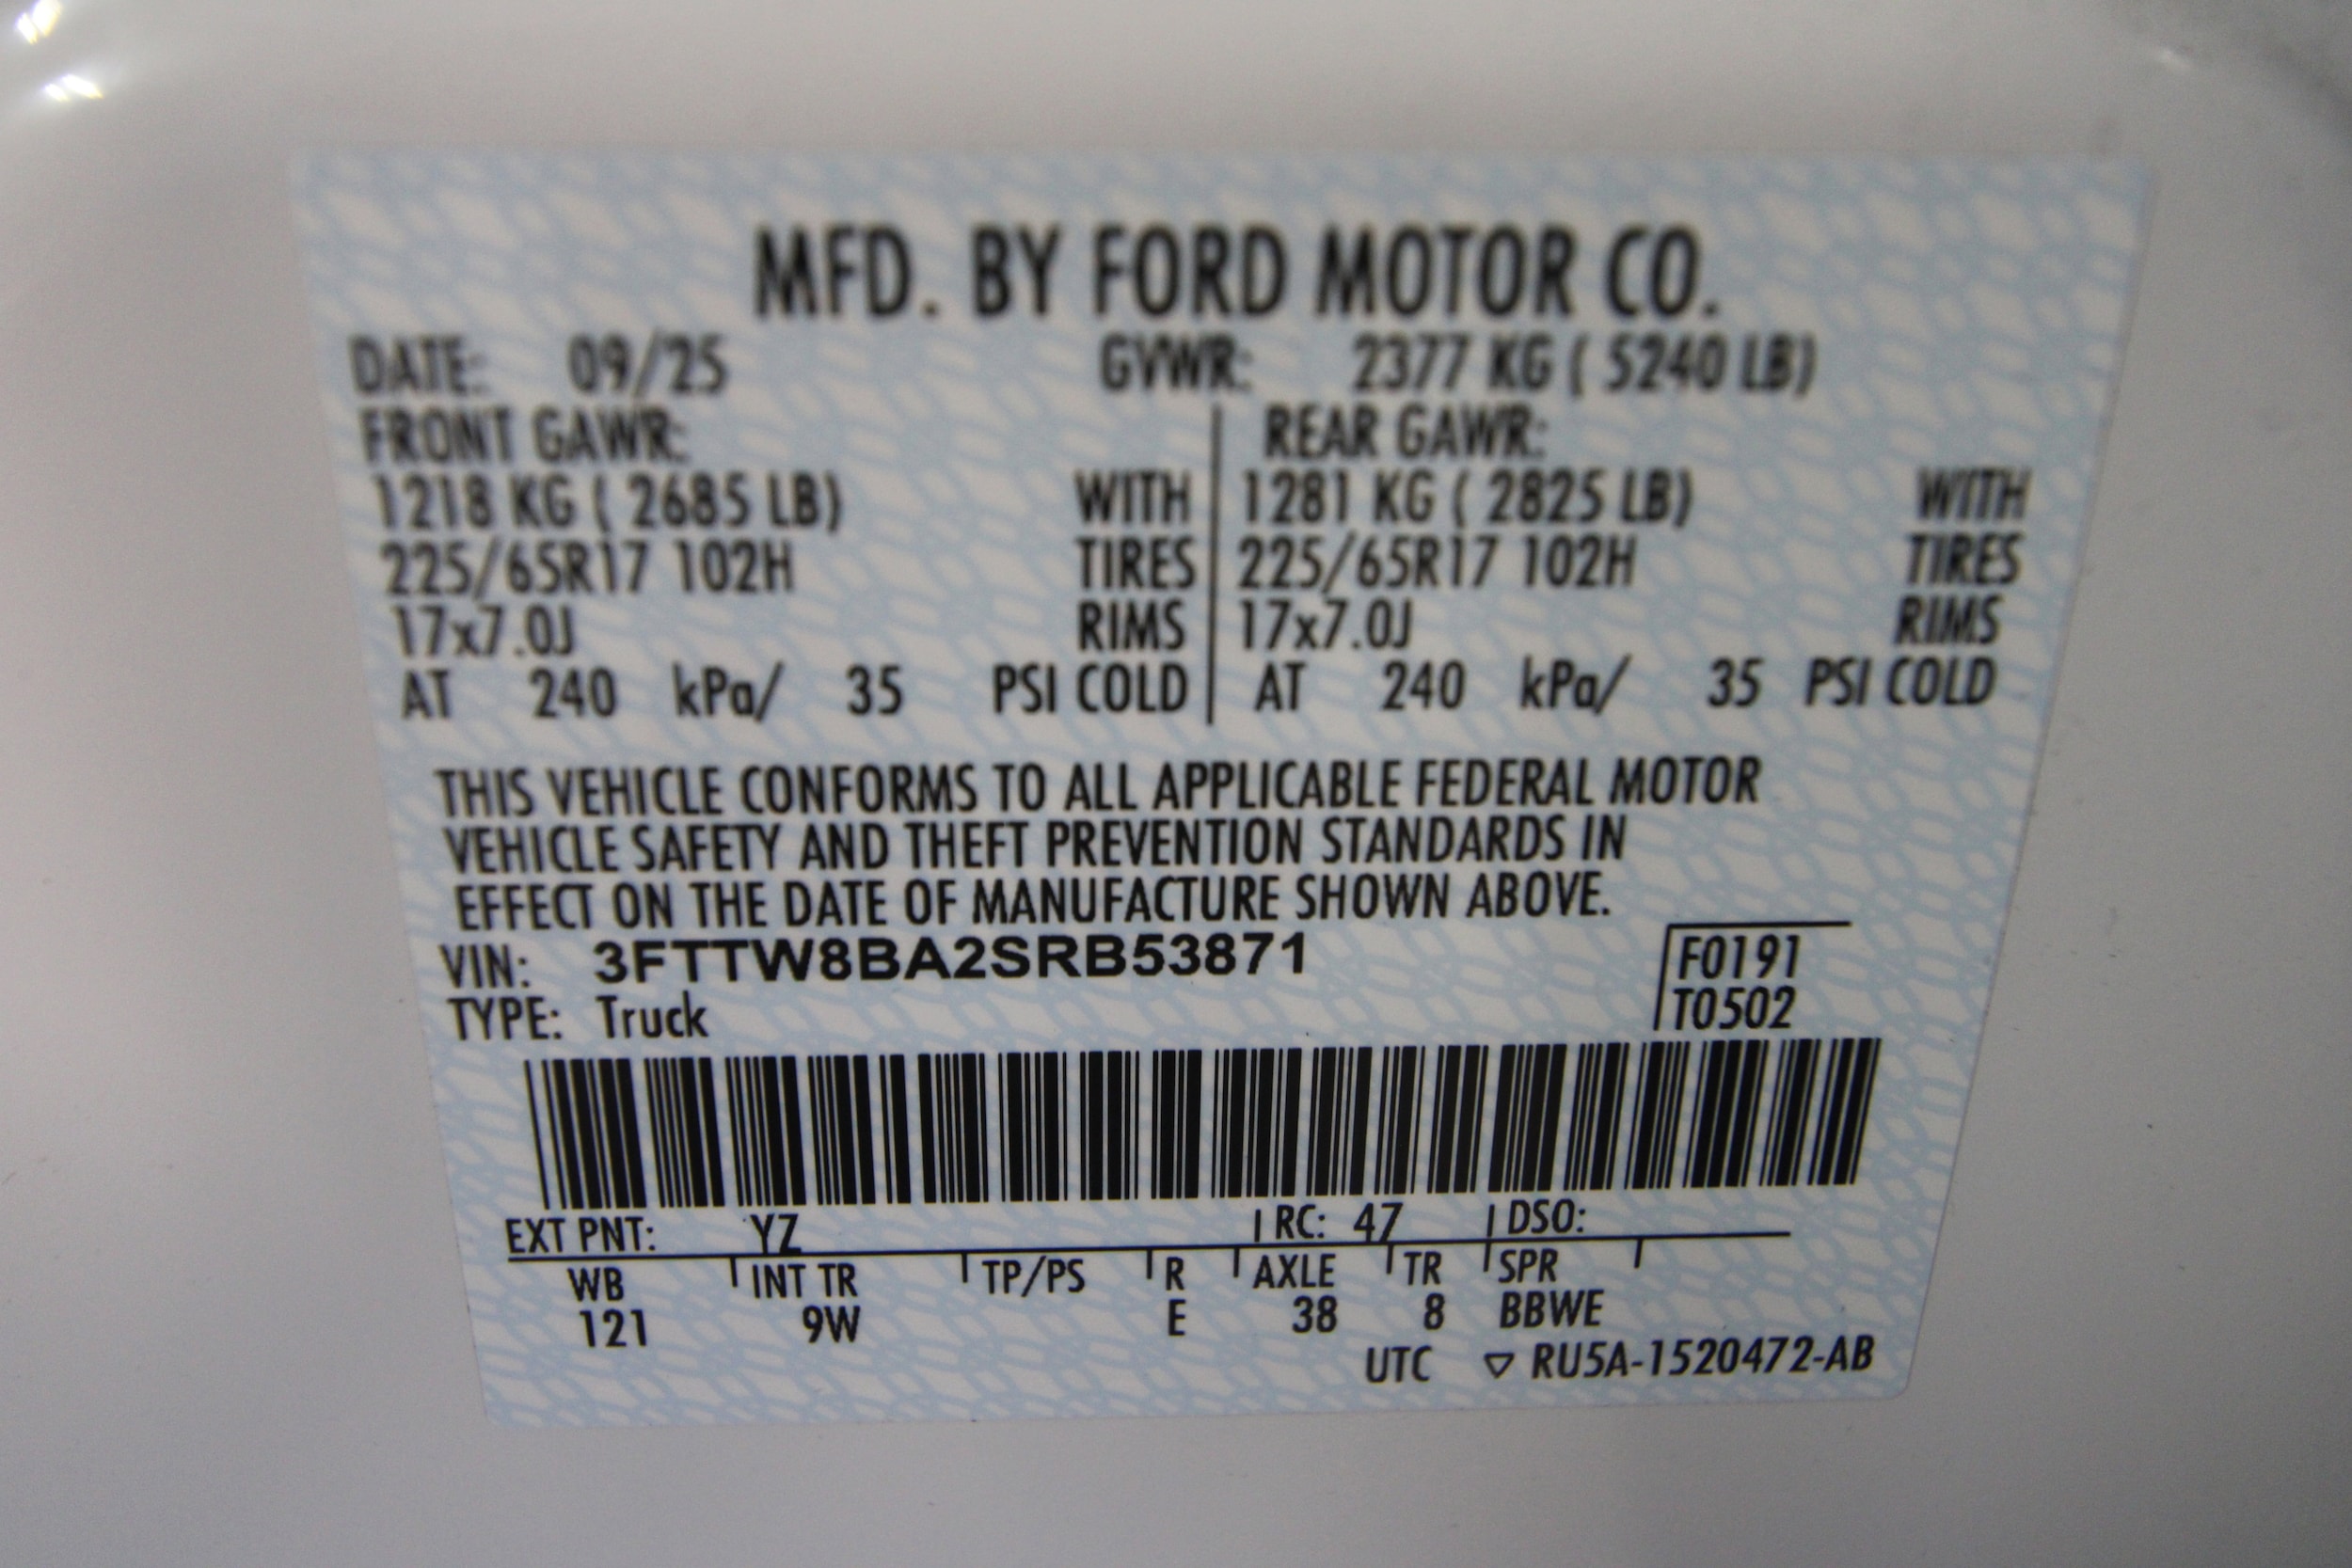 MFD. BY FORD MOTOR CO.
DATE: 09/25 GVWR: 2377 KG ( 5240 LB)
FRONT GAWR: REAR GAWR:
1218 KG ( 2685 LB) WITH 1281 KG ( 2825 LB) WITH
225/65R17 102H TIRES 225/65R17 102H TIRES
17x7.0J RIMS 17x7.0J RIMS
AT 240 kPa/ 35 PSI COLD AT 240 kPa/ 35 PSI COLD
THIS VEHICLE CONFORMS TO ALL APPLICABLE FEDERAL MOTOR
VEHICLE SAFETY AND THEFT PREVENTION STANDARDS IN
EFFECT ON THE DATE OF MANUFACTURE SHOWN ABOVE.
VIN: 3FTTW8BA2SRB53871 F0191
TYPE: Truck T0502
EXT PNT: YZ RC: 47 DSO:
WB INT TR TP/PS R AXLE TR SPR
121 9W E 38 8 BBWE
UTC ▽ RU5A-1520472-AB